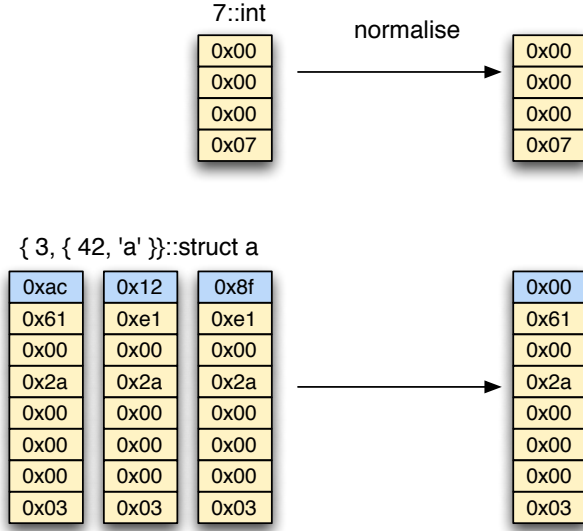 7::int
normalise
0x00 0x00
0x00 0x00
0x00 0x00
0x07 0x07
{ 3, { 42, 'a' }}::struct a
0xac 0x12 0x8f 0x00
0x61 0xe1 0xe1 0x61
0x00 0x00 0x00 0x00
0x2a 0x2a 0x2a 0x2a
0x00 0x00 0x00 0x00
0x00 0x00 0x00 0x00
0x00 0x00 0x00 0x00
0x03 0x03 0x03 0x03